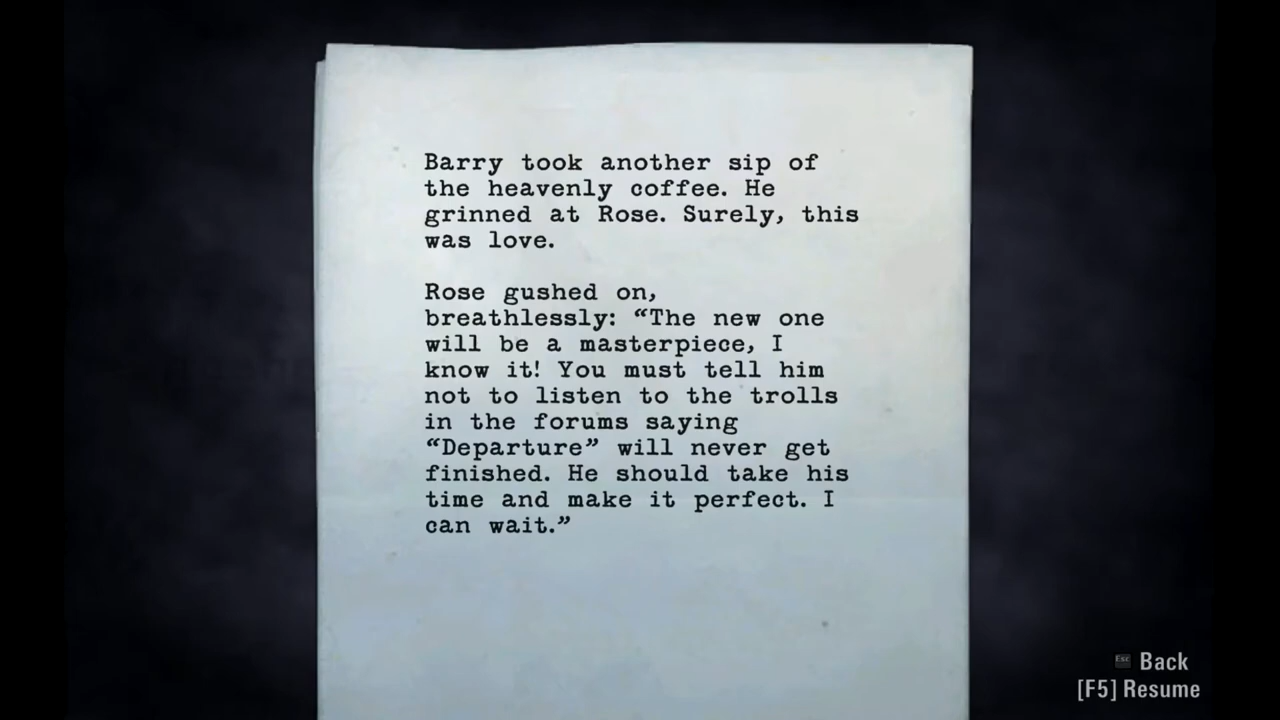 Barry took another sip of
the heavenly coffee. He
grinned at Rose. Surely, this
was love.
Rose gushed on,
breathlessly: “The new one
will be a masterpiece, I
know it! You must tell him
not to listen to the trolls
in the forums saying
“Departure” will never get
finished. He should take his
time and make it perfect. I
can wait.”
Esc Back
[F5] Resume